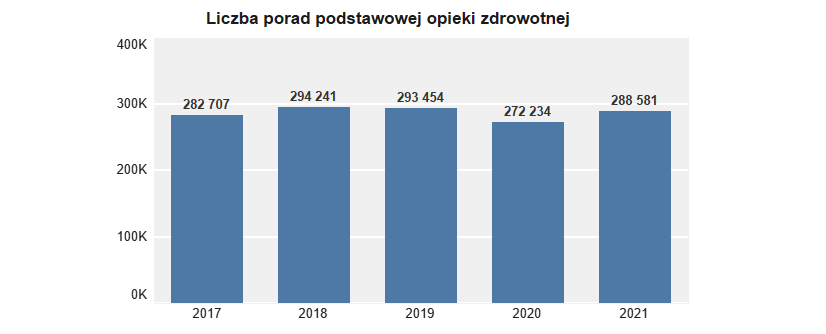 Liczba porad podstawowej opieki zdrowotnej
400K
300K
200K
100K
0K
282 707
294 241
293 454
272 234
288 581
2017
2018
2019
2020
2021